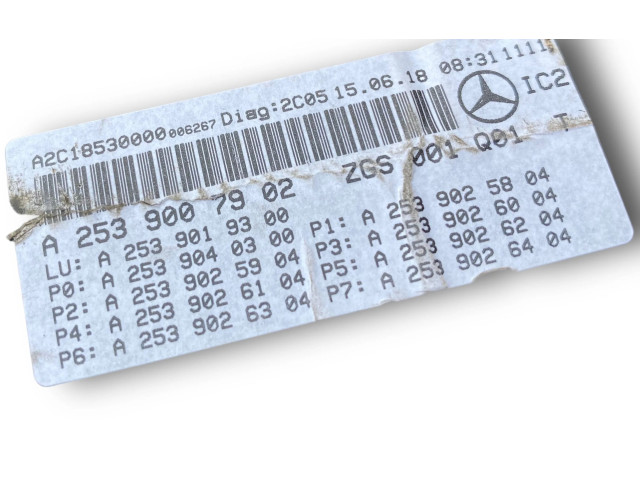 A2C18530000 006267 Diag:2C05 15.06.18 08:31 1111
IC2
A 253 900 79 02 ZGS 001 Q01 T
LU: A 253 901 93 00
P0: A 253 904 03 00 P1: A 253 902 58 04
P2: A 253 902 59 04 P3: A 253 902 60 04
P4: A 253 902 61 04 P5: A 253 902 62 04
P6: A 253 902 63 04 P7: A 253 902 64 04